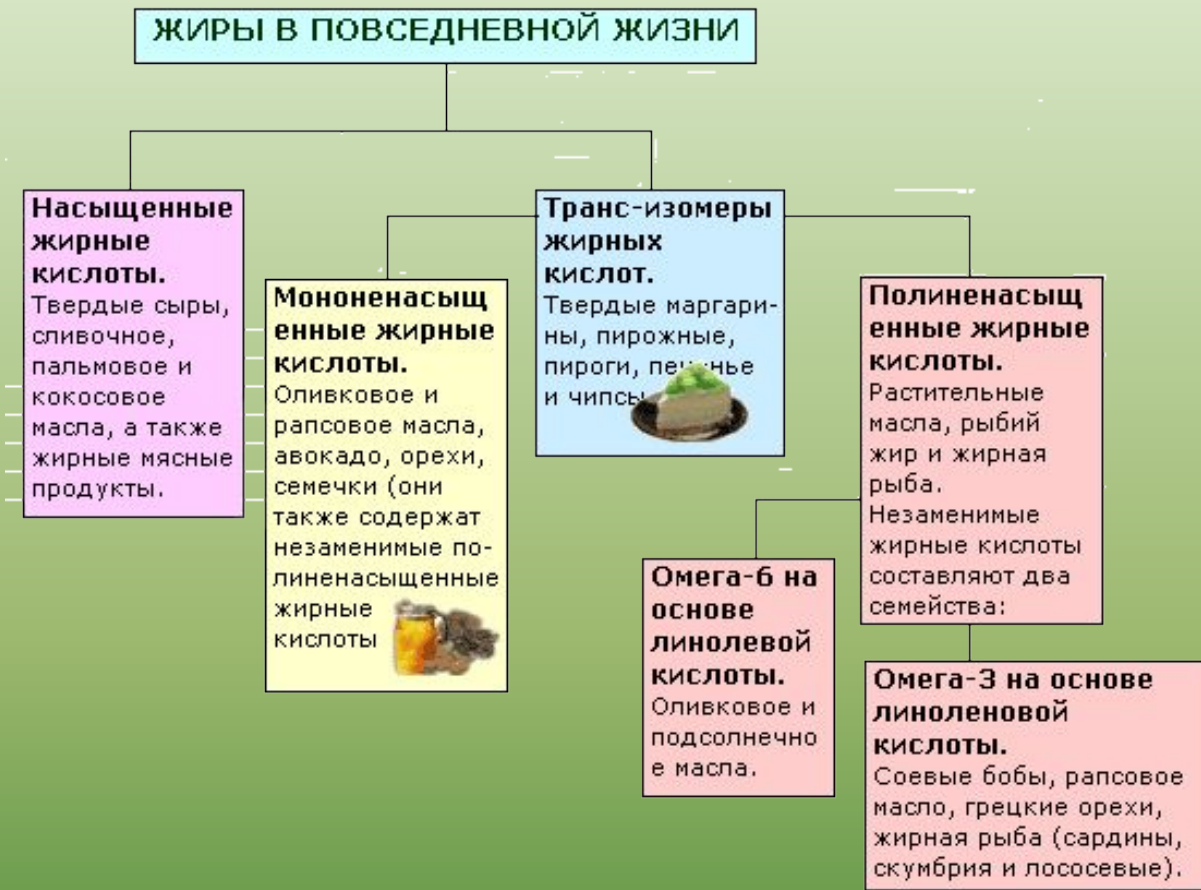 ЖИРЫ В ПОВСЕДНЕВНОЙ ЖИЗНИ
Насыщенные
жирные
кислоты.
Твердые сыры,
сливочное,
пальмовое и
кокосовое
масла, а также
жирные мясные
продукты.
Мононенасыщ
енные жирные
кислоты.
Оливковое и
рапсовое масла,
авокадо, орехи,
семечки (они
также содержат
незаменимые по-
линенасыщенные
жирные
кислоты
Транс-изомеры
жирных
кислот.
Твердые маргари-
ны, пирожные,
пироги, печенье
и чипсы
Полиненасыщ
енные жирные
кислоты.
Растительные
масла, рыбий
жир и жирная
рыба.
Незаменимые
жирные кислоты
составляют два
семейства:
Омега-6 на
основе
линолевой
кислоты.
Оливковое и
подсолнечно
е масла.
Омега-3 на основе
линоленовой
кислоты.
Соевые бобы, рапсовое
масло, грецкие орехи,
жирная рыба (сардины,
скумбрия и лососевые).